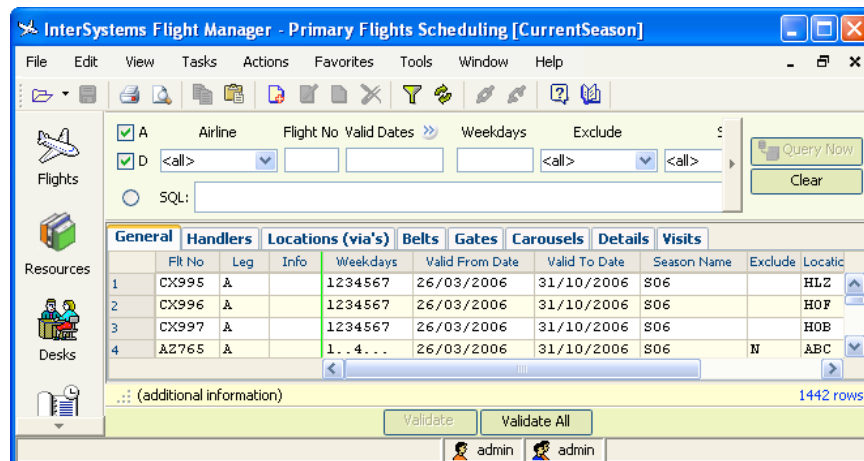 InterSystems Flight Manager - Primary Flights Scheduling [CurrentSeason]
File Edit View Tasks Actions Favorites Tools Window Help
A Airline Flight No Valid Dates Weekdays Exclude
D <all> <all> <all>
Query Now
SQL:
Clear
Flights
Resources
Desks
General Handlers Locations (via's) Belts Gates Carousels Details Visits
Flt No Leg Info Weekdays Valid From Date Valid To Date Season Name Exclude Locatic
1 CX995 A 1234567 26/03/2006 31/10/2006 S06 HLZ
2 CX996 A 1234567 26/03/2006 31/10/2006 S06 HOF
3 CX997 A 1234567 26/03/2006 31/10/2006 S06 HOB
4 AZ765 A 1..4... 26/03/2006 31/10/2006 S06 N ABC
(additional information) 1442 rows
Validate Validate All
admin admin